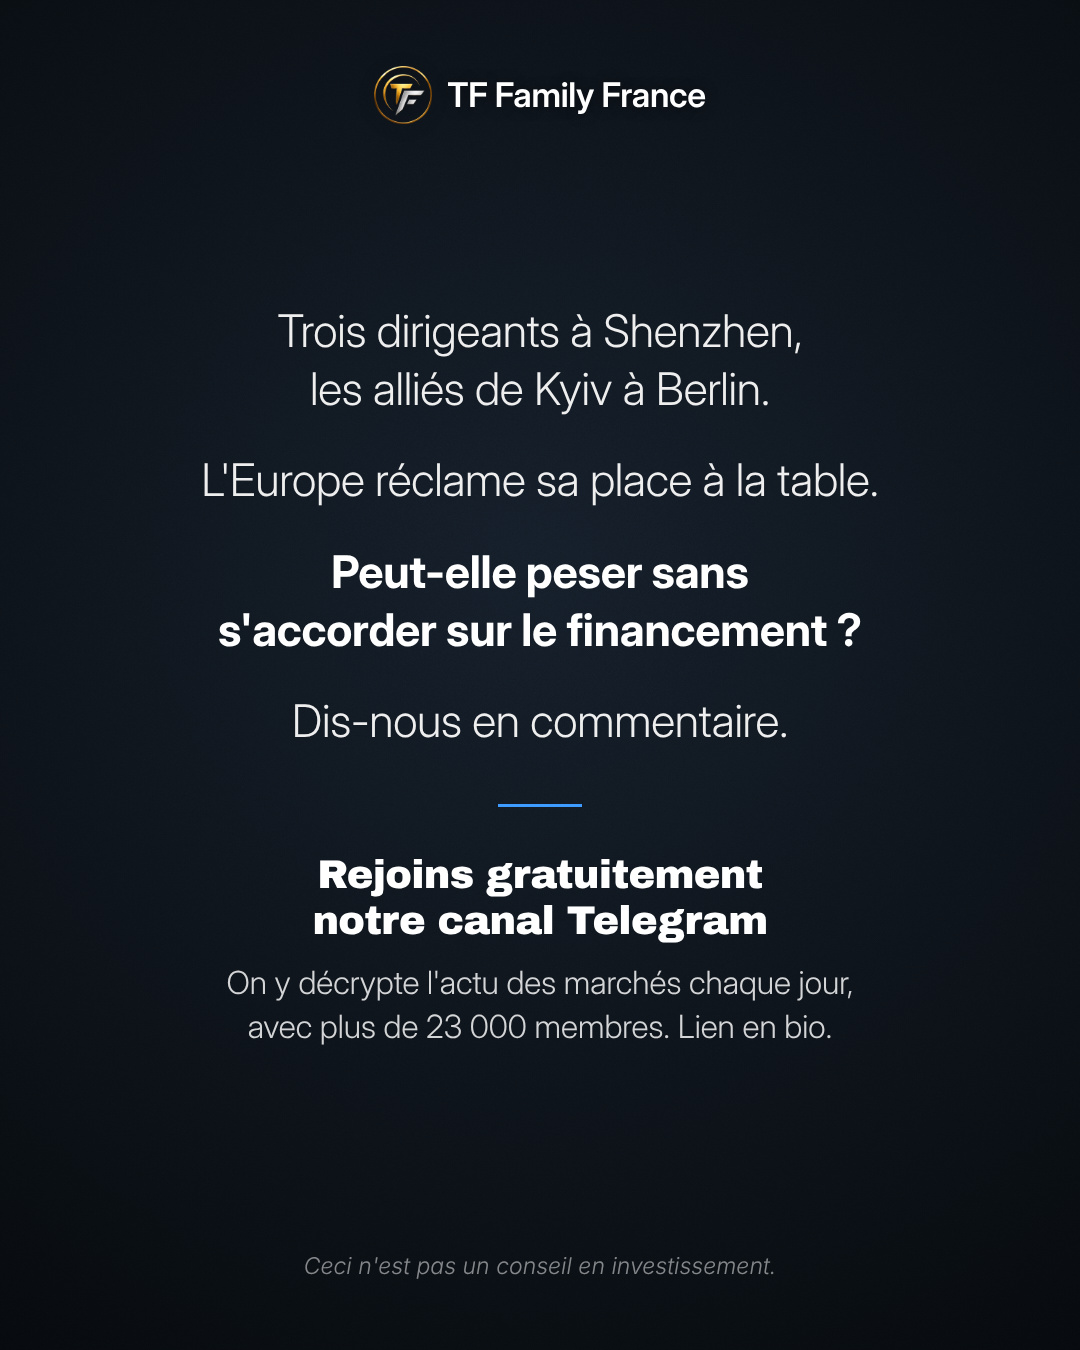 TF TF Family France
Trois dirigeants à Shenzhen,
les alliés de Kyiv à Berlin.
L'Europe réclame sa place à la table.
Peut-elle peser sans
s'accorder sur le financement ?
Dis-nous en commentaire.
Rejoins gratuitement
notre canal Telegram
On y décrypte l'actu des marchés chaque jour,
avec plus de 23 000 membres. Lien en bio.
Ceci n'est pas un conseil en investissement.